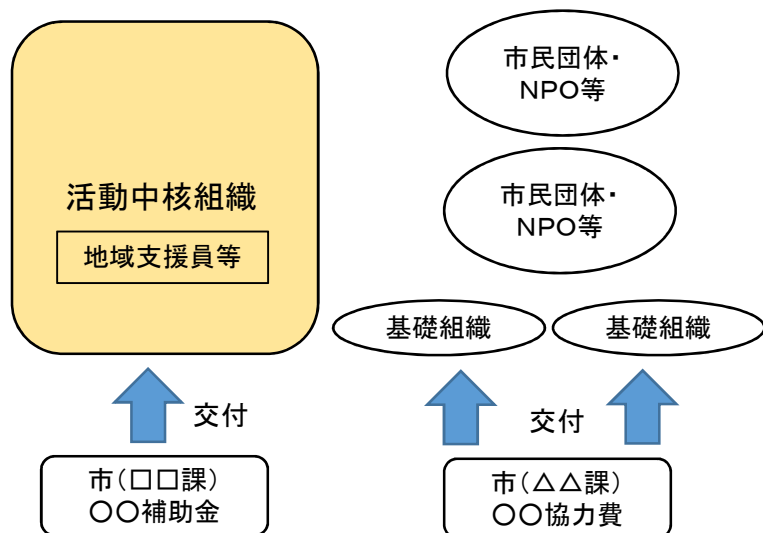 活動中核組織
地域支援員等
市民団体・
NPO等
市民団体・
NPO等
基礎組織
基礎組織
交付
交付
市(□□課)
〇〇補助金
市(△△課)
〇〇協力費